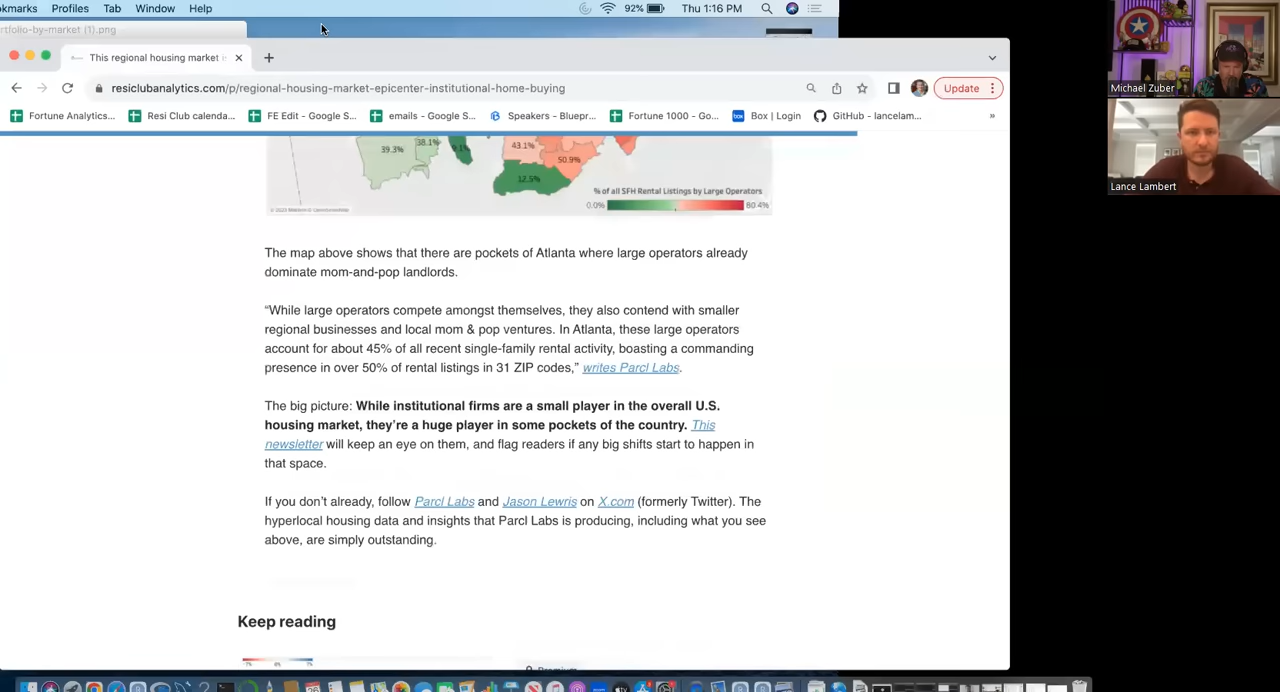 okmarks Profiles Tab Window Help 92% Thu 1:16 PM
rtfolio-by-market (1).png
This regional housing market
resiclubanalytics.com/p/regional-housing-market-epicenter-institutional-home-buying Update
Fortune Analytics... Resi Club calenda... FE Edit - Google S... emails - Google S... Speakers - Bluepr... Fortune 1000 - Go... Box | Login GitHub - lancelam... »
39.3% 38.1% 9.1% 43.1% 50.9% 12.5%
% of all SFH Rental Listings by Large Operators
0.0% 80.4%
The map above shows that there are pockets of Atlanta where large operators already
dominate mom-and-pop landlords.
“While large operators compete amongst themselves, they also contend with smaller
regional businesses and local mom & pop ventures. In Atlanta, these large operators
account for about 45% of all recent single-family rental activity, boasting a commanding
presence in over 50% of rental listings in 31 ZIP codes,” writes Parcl Labs.
The big picture: While institutional firms are a small player in the overall U.S.
housing market, they’re a huge player in some pockets of the country. This
newsletter will keep an eye on them, and flag readers if any big shifts start to happen in
that space.
If you don’t already, follow Parcl Labs and Jason Lewris on X.com (formerly Twitter). The
hyperlocal housing data and insights that Parcl Labs is producing, including what you see
above, are simply outstanding.
Keep reading
Premium
Michael Zuber
Lance Lambert